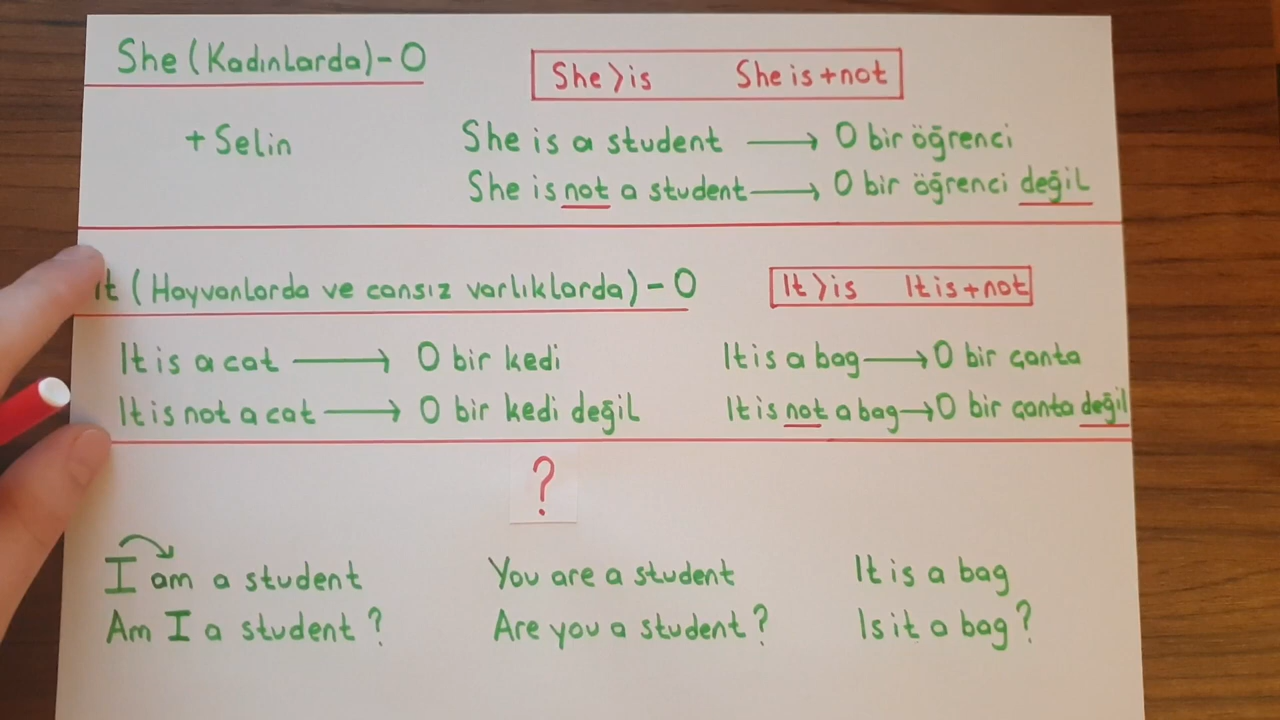 She (Kadınlarda) - O
She > is She is + not
+ Selin
She is a student → O bir öğrenci
She is not a student → O bir öğrenci değil
It (Hayvanlarda ve cansız varlıklarda) - O
It > is It is + not
It is a cat → O bir kedi
It is not a cat → O bir kedi değil
It is a bag → O bir çanta
It is not a bag → O bir çanta değil
?
I am a student
Am I a student ?
You are a student
Are you a student ?
It is a bag
Is it a bag ?